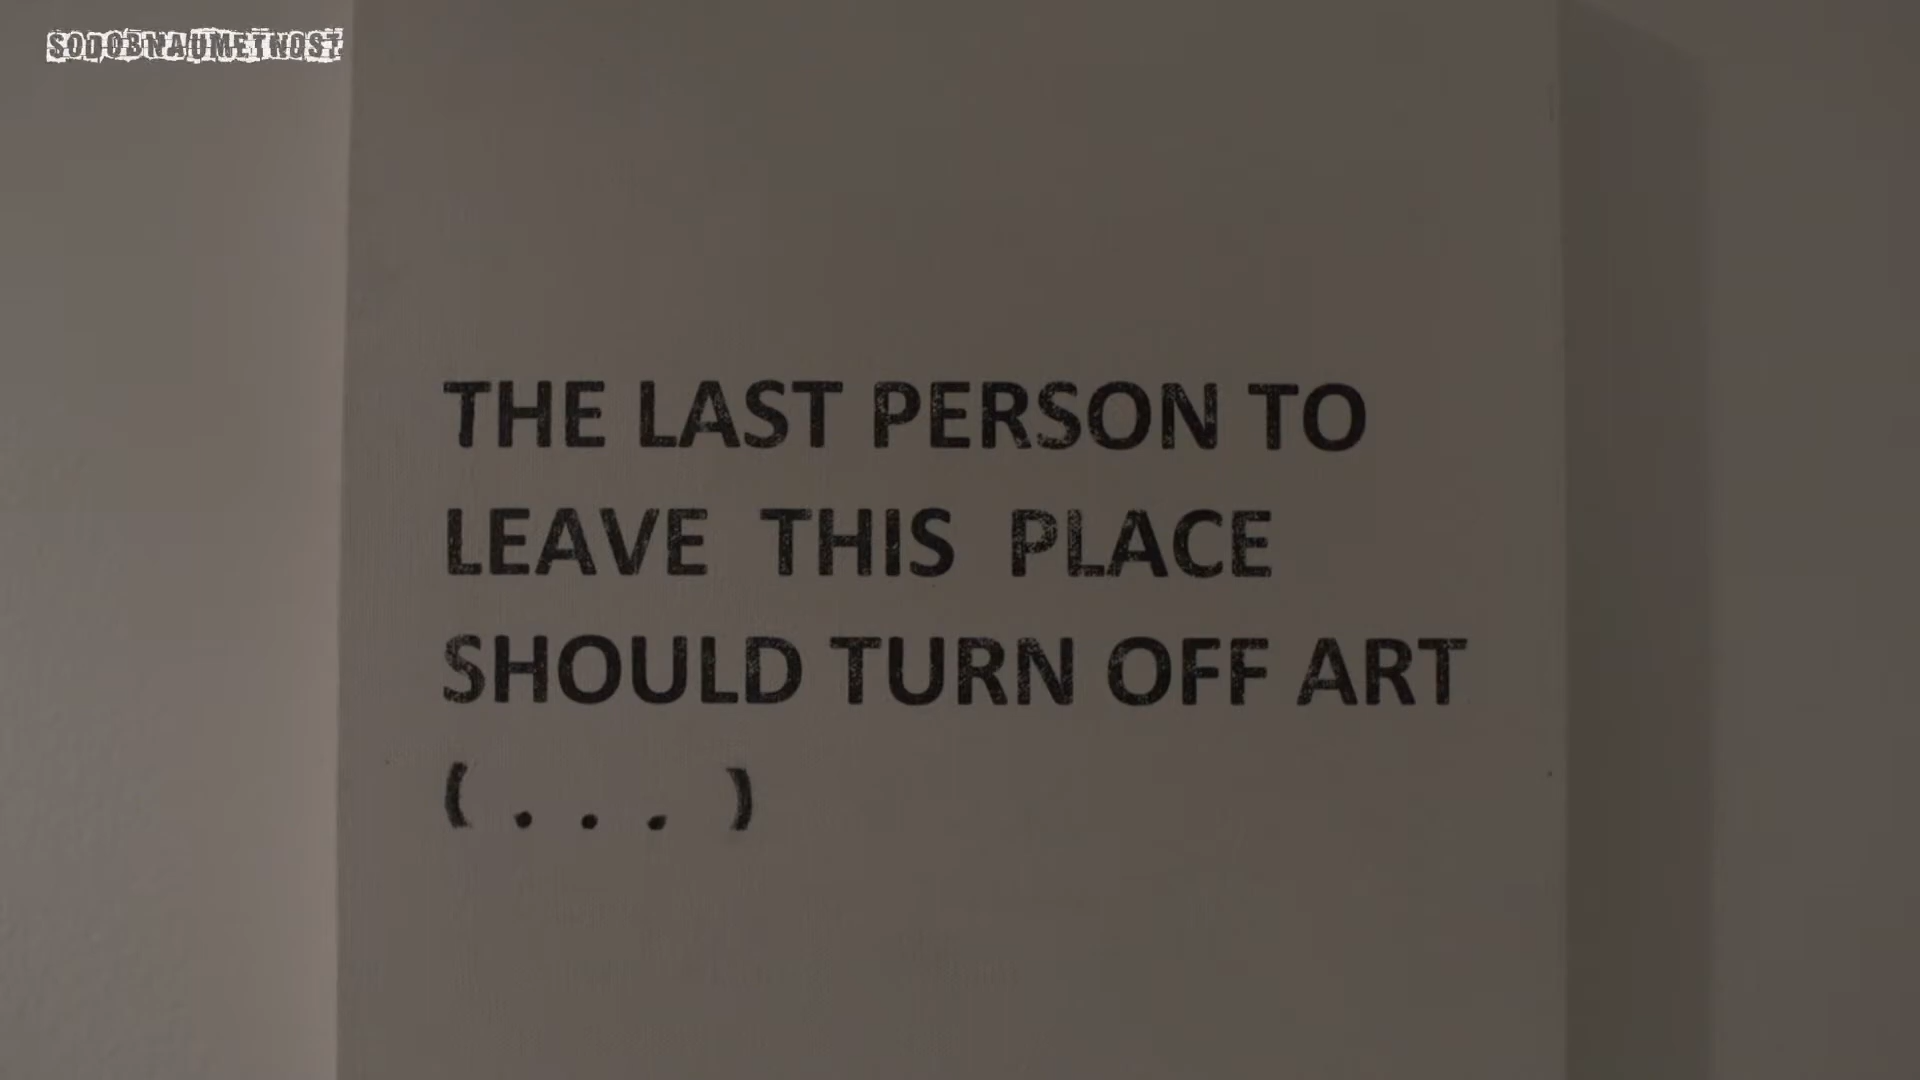 SODOBNAUMETNOST
THE LAST PERSON TO
LEAVE THIS PLACE
SHOULD TURN OFF ART
(...)